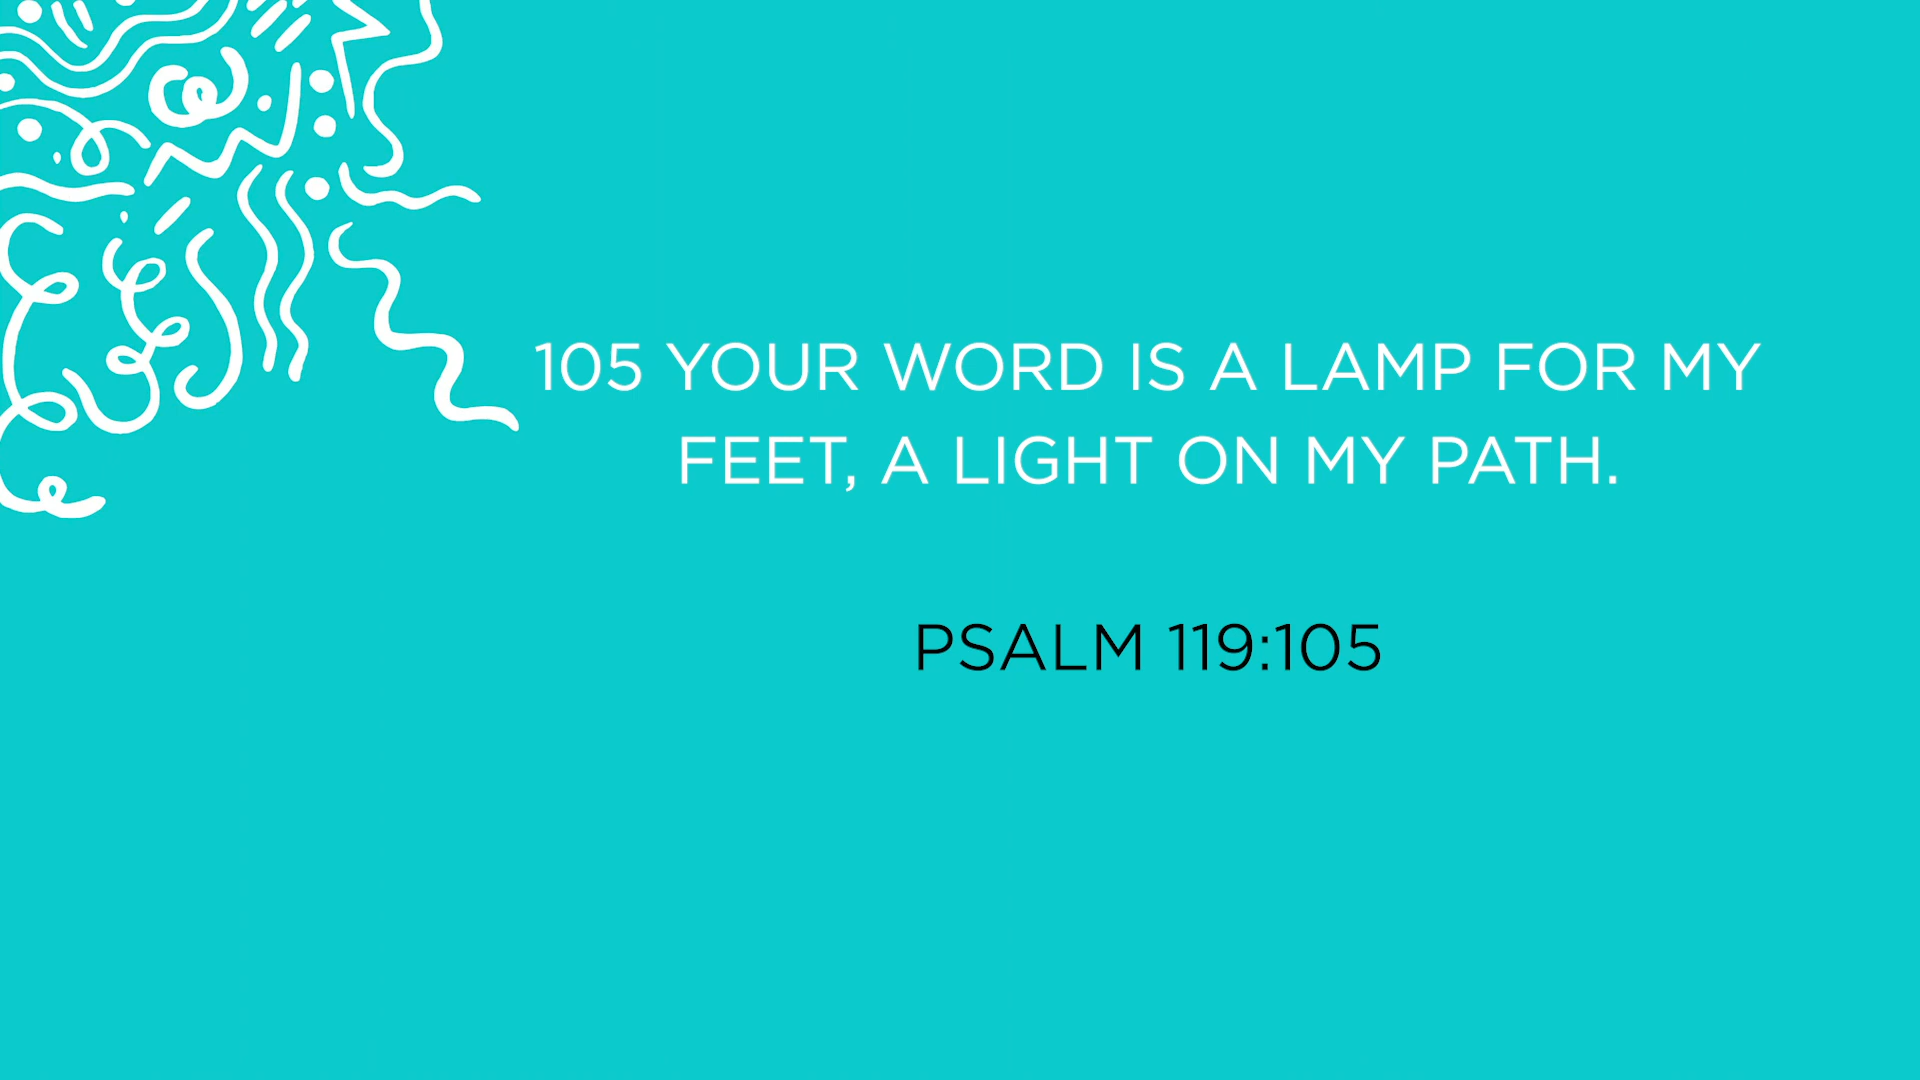 105 YOUR WORD IS A LAMP FOR MY
FEET, A LIGHT ON MY PATH.
PSALM 119:105